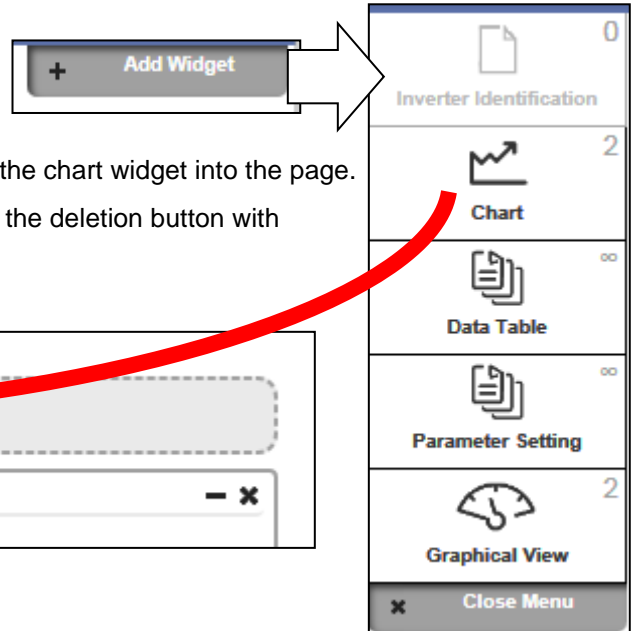 + Add Widget
0
Inverter Identification
2
Chart
the chart widget into the page.
the deletion button with
∞
Data Table
∞
Parameter Setting
2
Graphical View
× Close Menu